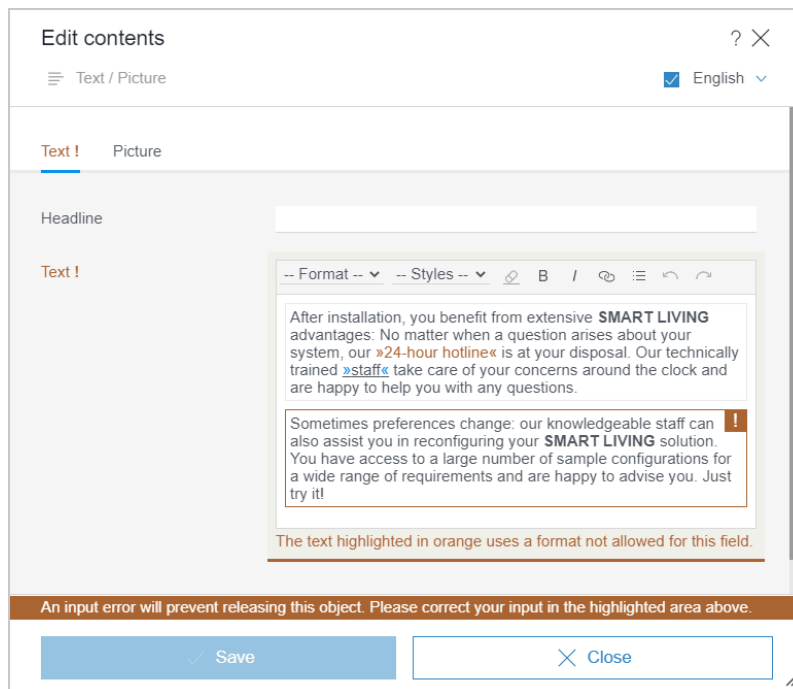 Edit contents
?
Text / Picture
English
Text ! Picture
Headline
Text !
-- Format -- -- Styles -- B I
After installation, you benefit from extensive SMART LIVING
advantages: No matter when a question arises about your
system, our »24-hour hotline« is at your disposal. Our technically
trained »staff« take care of your concerns around the clock and
are happy to help you with any questions.
!
Sometimes preferences change: our knowledgeable staff can
also assist you in reconfiguring your SMART LIVING solution.
You have access to a large number of sample configurations for
a wide range of requirements and are happy to advise you. Just
try it!
The text highlighted in orange uses a format not allowed for this field.
An input error will prevent releasing this object. Please correct your input in the highlighted area above.
Save
Close